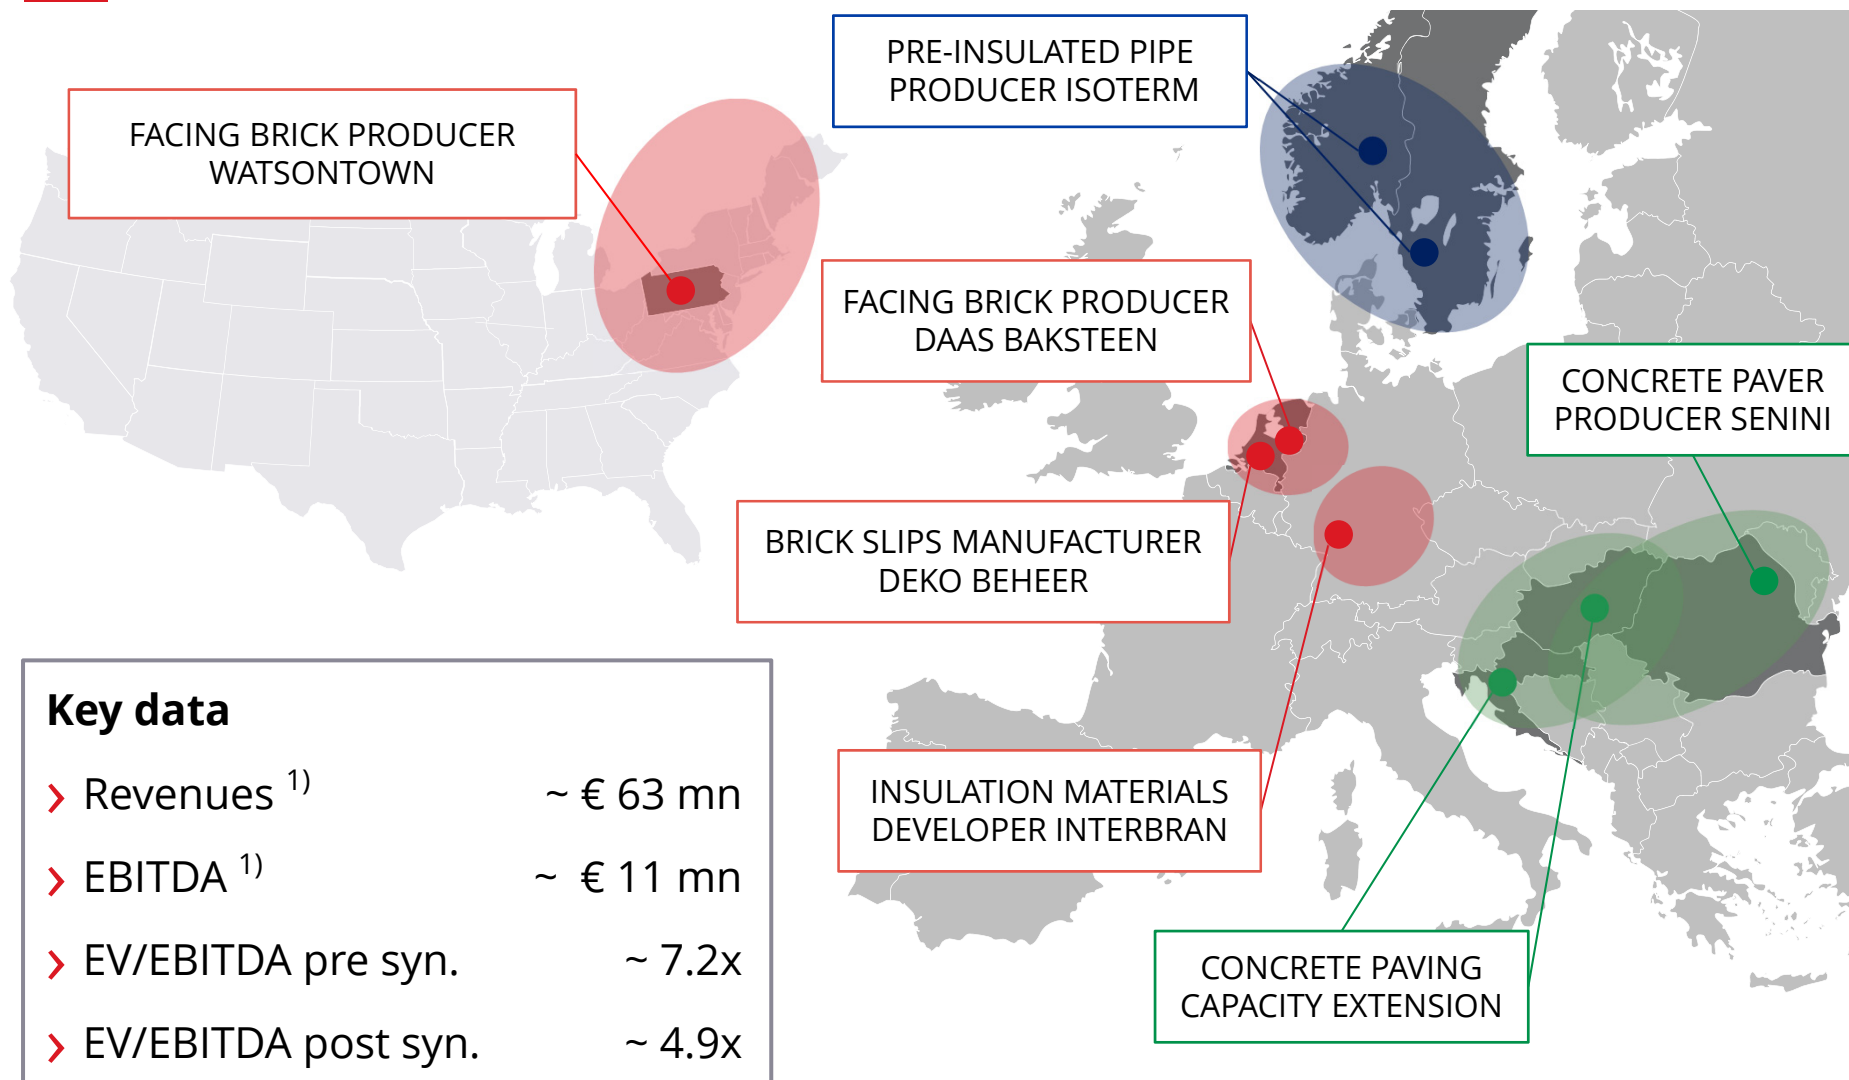 PRE-INSULATED PIPE
PRODUCER ISOTERM
FACING BRICK PRODUCER
WATSONTOWN
FACING BRICK PRODUCER
DAAS BAKSTEEN
CONCRETE PAVER
PRODUCER SENINI
BRICK SLIPS MANUFACTURER
DEKO BEHEER
INSULATION MATERIALS
DEVELOPER INTERBRAN
CONCRETE PAVING
CAPACITY EXTENSION
Key data
› Revenues 1) ~ € 63 mn
› EBITDA 1) ~ € 11 mn
› EV/EBITDA pre syn. ~ 7.2x
› EV/EBITDA post syn. ~ 4.9x